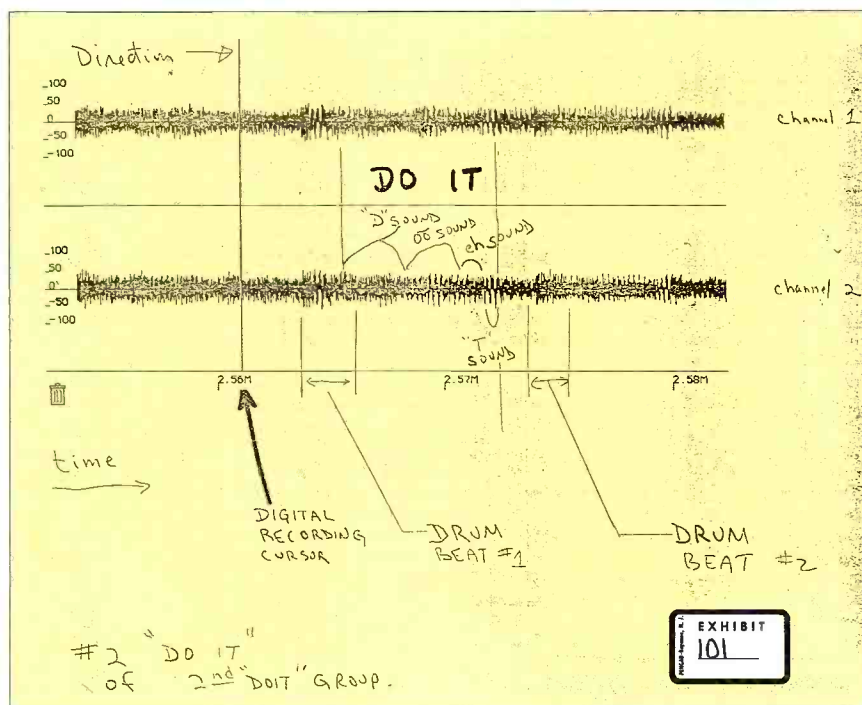 Direction
100
50
0
-50
-100
channel 1
DO IT
"D" SOUND
oo SOUND
eh SOUND
100
50
0
-50
-100
channel 2
"T"
SOUND
2.56M
2.57M
2.58M
time
DIGITAL
RECORDING
CURSOR
DRUM
BEAT #1
DRUM
BEAT #2
#2 "DO IT"
of 2nd "DOIT" GROUP.
EXHIBIT
101